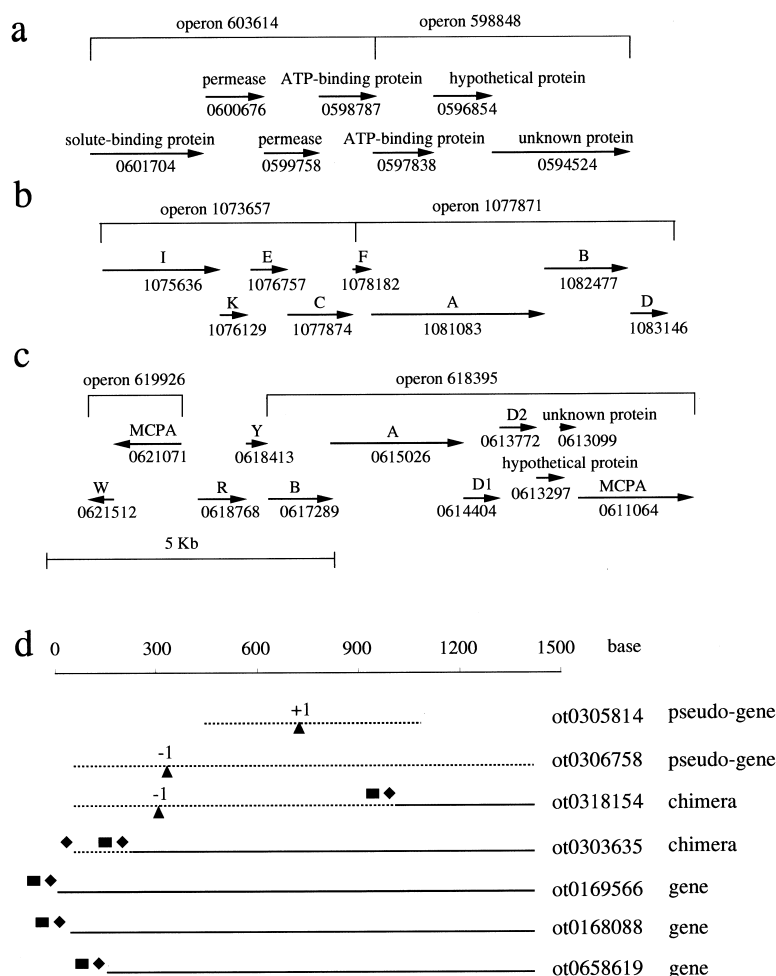 a
operon 603614 operon 598848
permease ATP-binding protein hypothetical protein
0600676 0598787 0596854
solute-binding protein permease ATP-binding protein unknown protein
0601704 0599758 0597838 0594524
b
operon 1073657 operon 1077871
I E F B
1075636 1076757 1078182 1082477
K C A D
1076129 1077874 1081083 1083146
c
operon 619926 operon 618395
MCPA Y A D2 unknown protein
0621071 0618413 0615026 0613772 0613099
hypothetical protein
W R B D1 0613297 MCPA
0621512 0618768 0617289 0614404 0611064
5 Kb
d
0 300 600 900 1200 1500 base
+1 ot0305814 pseudo-gene
-1 ot0306758 pseudo-gene
-1 ot0318154 chimera
ot0303635 chimera
ot0169566 gene
ot0168088 gene
ot0658619 gene